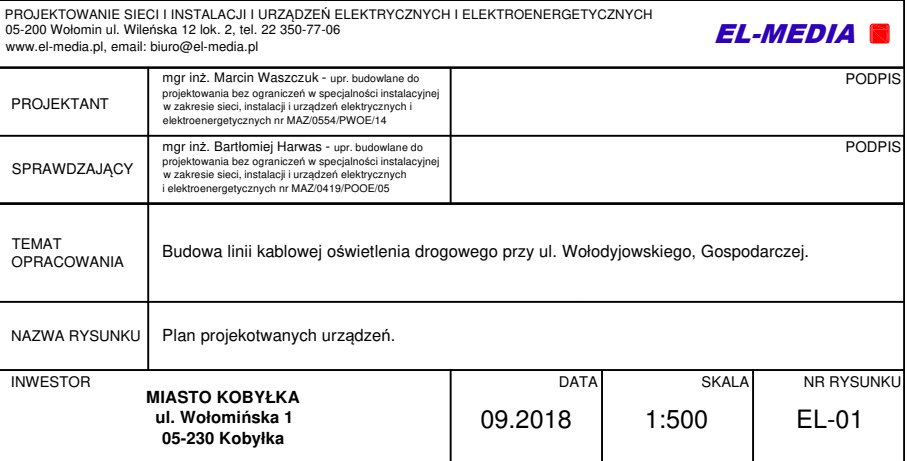 PROJEKTOWANIE SIECI I INSTALACJI I URZĄDZEŃ ELEKTRYCZNYCH I ELEKTROENERGETYCZNYCH
05-200 Wołomin ul. Wileńska 12 lok. 2, tel. 22 350-77-06
www.el-media.pl, email: biuro@el-media.pl
EL-MEDIA
PROJEKTANT
mgr inż. Marcin Waszczuk - upr. budowlane do
projektowania bez ograniczeń w specjalności instalacyjnej
w zakresie sieci, instalacji i urządzeń elektrycznych i
elektroenergetycznych nr MAZ/0554/PWOE/14
PODPIS
SPRAWDZAJĄCY
mgr inż. Bartłomiej Harwas - upr. budowlane do
projektowania bez ograniczeń w specjalności instalacyjnej
w zakresie sieci, instalacji i urządzeń elektrycznych
i elektroenergetycznych nr MAZ/0419/POOE/05
PODPIS
TEMAT
OPRACOWANIA
Budowa linii kablowej oświetlenia drogowego przy ul. Wołodyjowskiego, Gospodarczej.
NAZWA RYSUNKU
Plan projekotwanych urządzeń.
INWESTOR
MIASTO KOBYŁKA
ul. Wołomińska 1
05-230 Kobyłka
DATA
09.2018
SKALA
1:500
NR RYSUNKU
EL-01